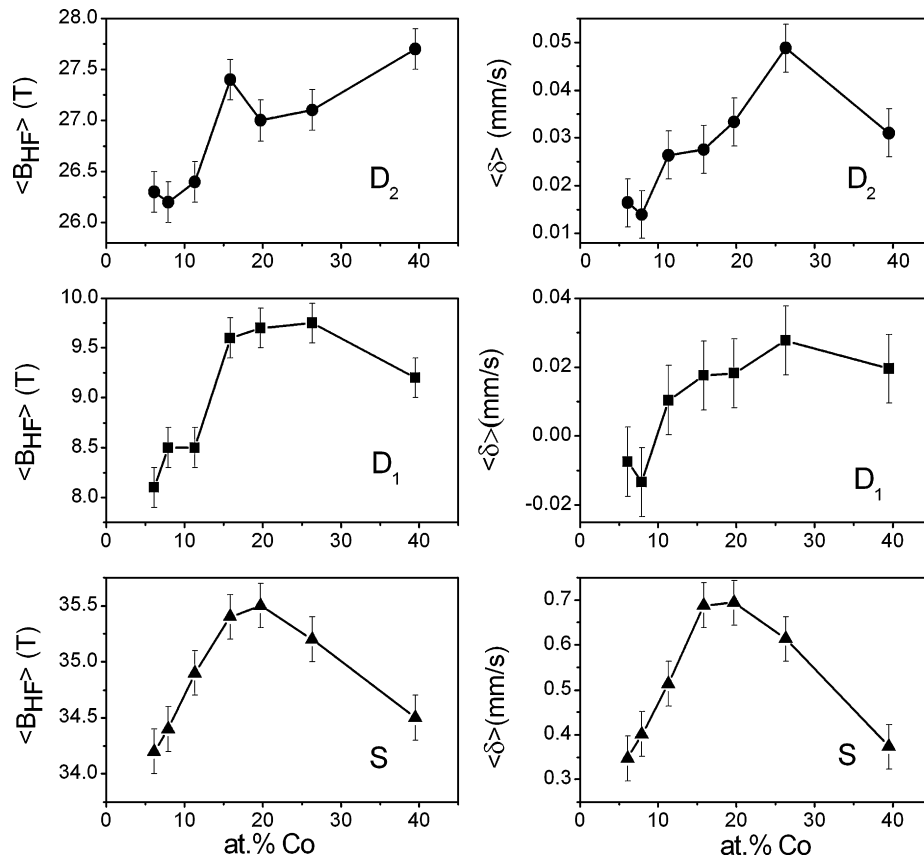 28.0
27.5
27.0
26.5
26.0
<B_HF> (T)
D_2
0 10 20 30 40
0.05
0.04
0.03
0.02
0.01
<δ> (mm/s)
D_2
0 10 20 30 40
10.0
9.5
9.0
8.5
8.0
<B_HF> (T)
D_1
0 10 20 30 40
0.04
0.02
0.00
-0.02
<δ>(mm/s)
D_1
0 10 20 30 40
35.5
35.0
34.5
34.0
<B_HF> (T)
S
0 10 20 30 40
at.% Co
0.7
0.6
0.5
0.4
0.3
<δ>(mm/s)
S
0 10 20 30 40
at.% Co